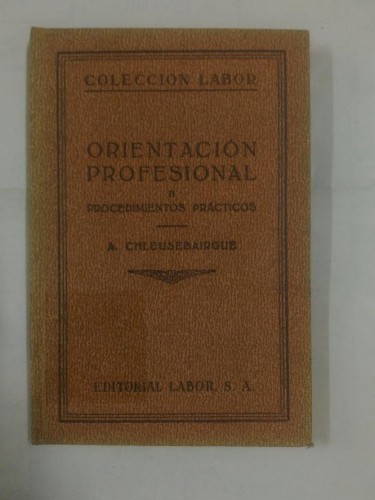 COLECCIÓN LABOR
ORIENTACIÓN
PROFESIONAL
II
PROCEDIMIENTOS PRÁCTICOS
A. CHLEUSEBAIRGUE
EDITORIAL LABOR, S. A.